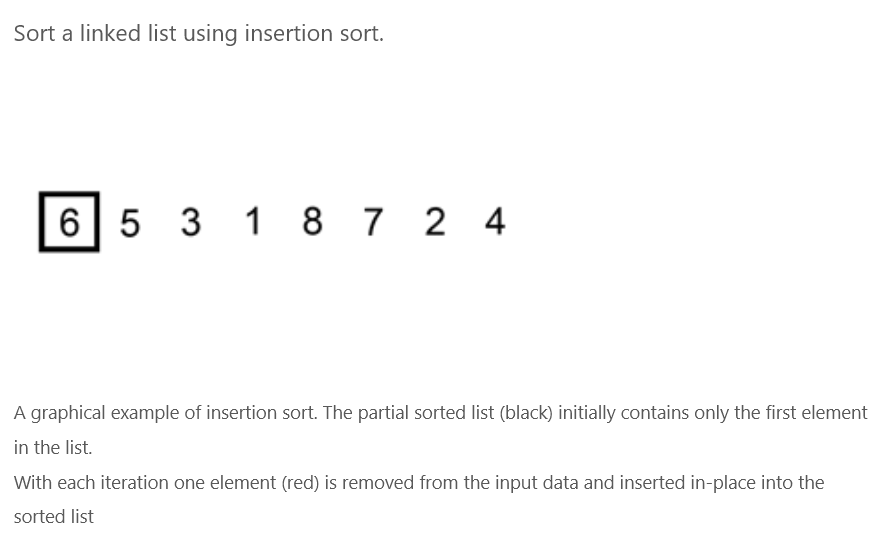 Sort a linked list using insertion sort.
6 5 3 1 8 7 2 4
A graphical example of insertion sort. The partial sorted list (black) initially contains only the first element
in the list.
With each iteration one element (red) is removed from the input data and inserted in-place into the
sorted list